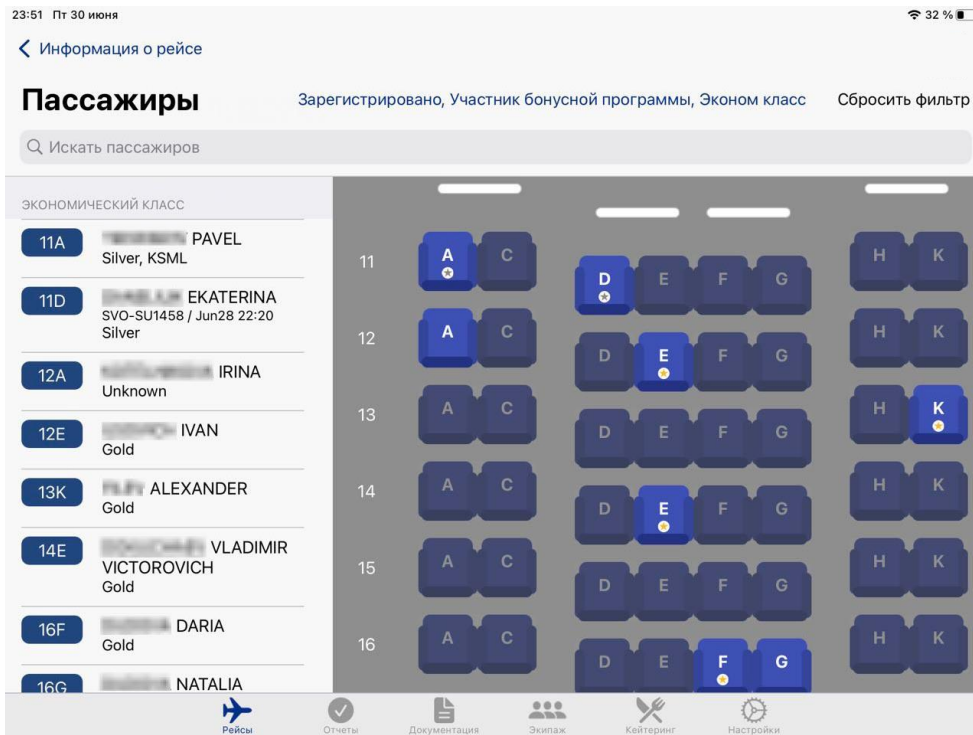 23:51 Пт 30 июня
32 %
Информация о рейсе
Пассажиры
Зарегистрировано, Участник бонусной программы, Эконом класс
Сбросить фильтр
Искать пассажиров
ЭКОНОМИЧЕСКИЙ КЛАСС
11A PAVEL
Silver, KSML
11D EKATERINA
SVO-SU1458 / Jun28 22:20
Silver
12A IRINA
Unknown
12E IVAN
Gold
13K ALEXANDER
Gold
14E VLADIMIR
VICTOROVICH
Gold
16F DARIA
Gold
16G NATALIA
11 A C D E F G H K
12 A C D E F G H K
13 A C D E F G H K
14 A C D E F G H K
15 A C D E F G H K
16 A C D E F G H K
Рейсы
Отчеты
Документация
Экипаж
Кейтеринг
Настройки